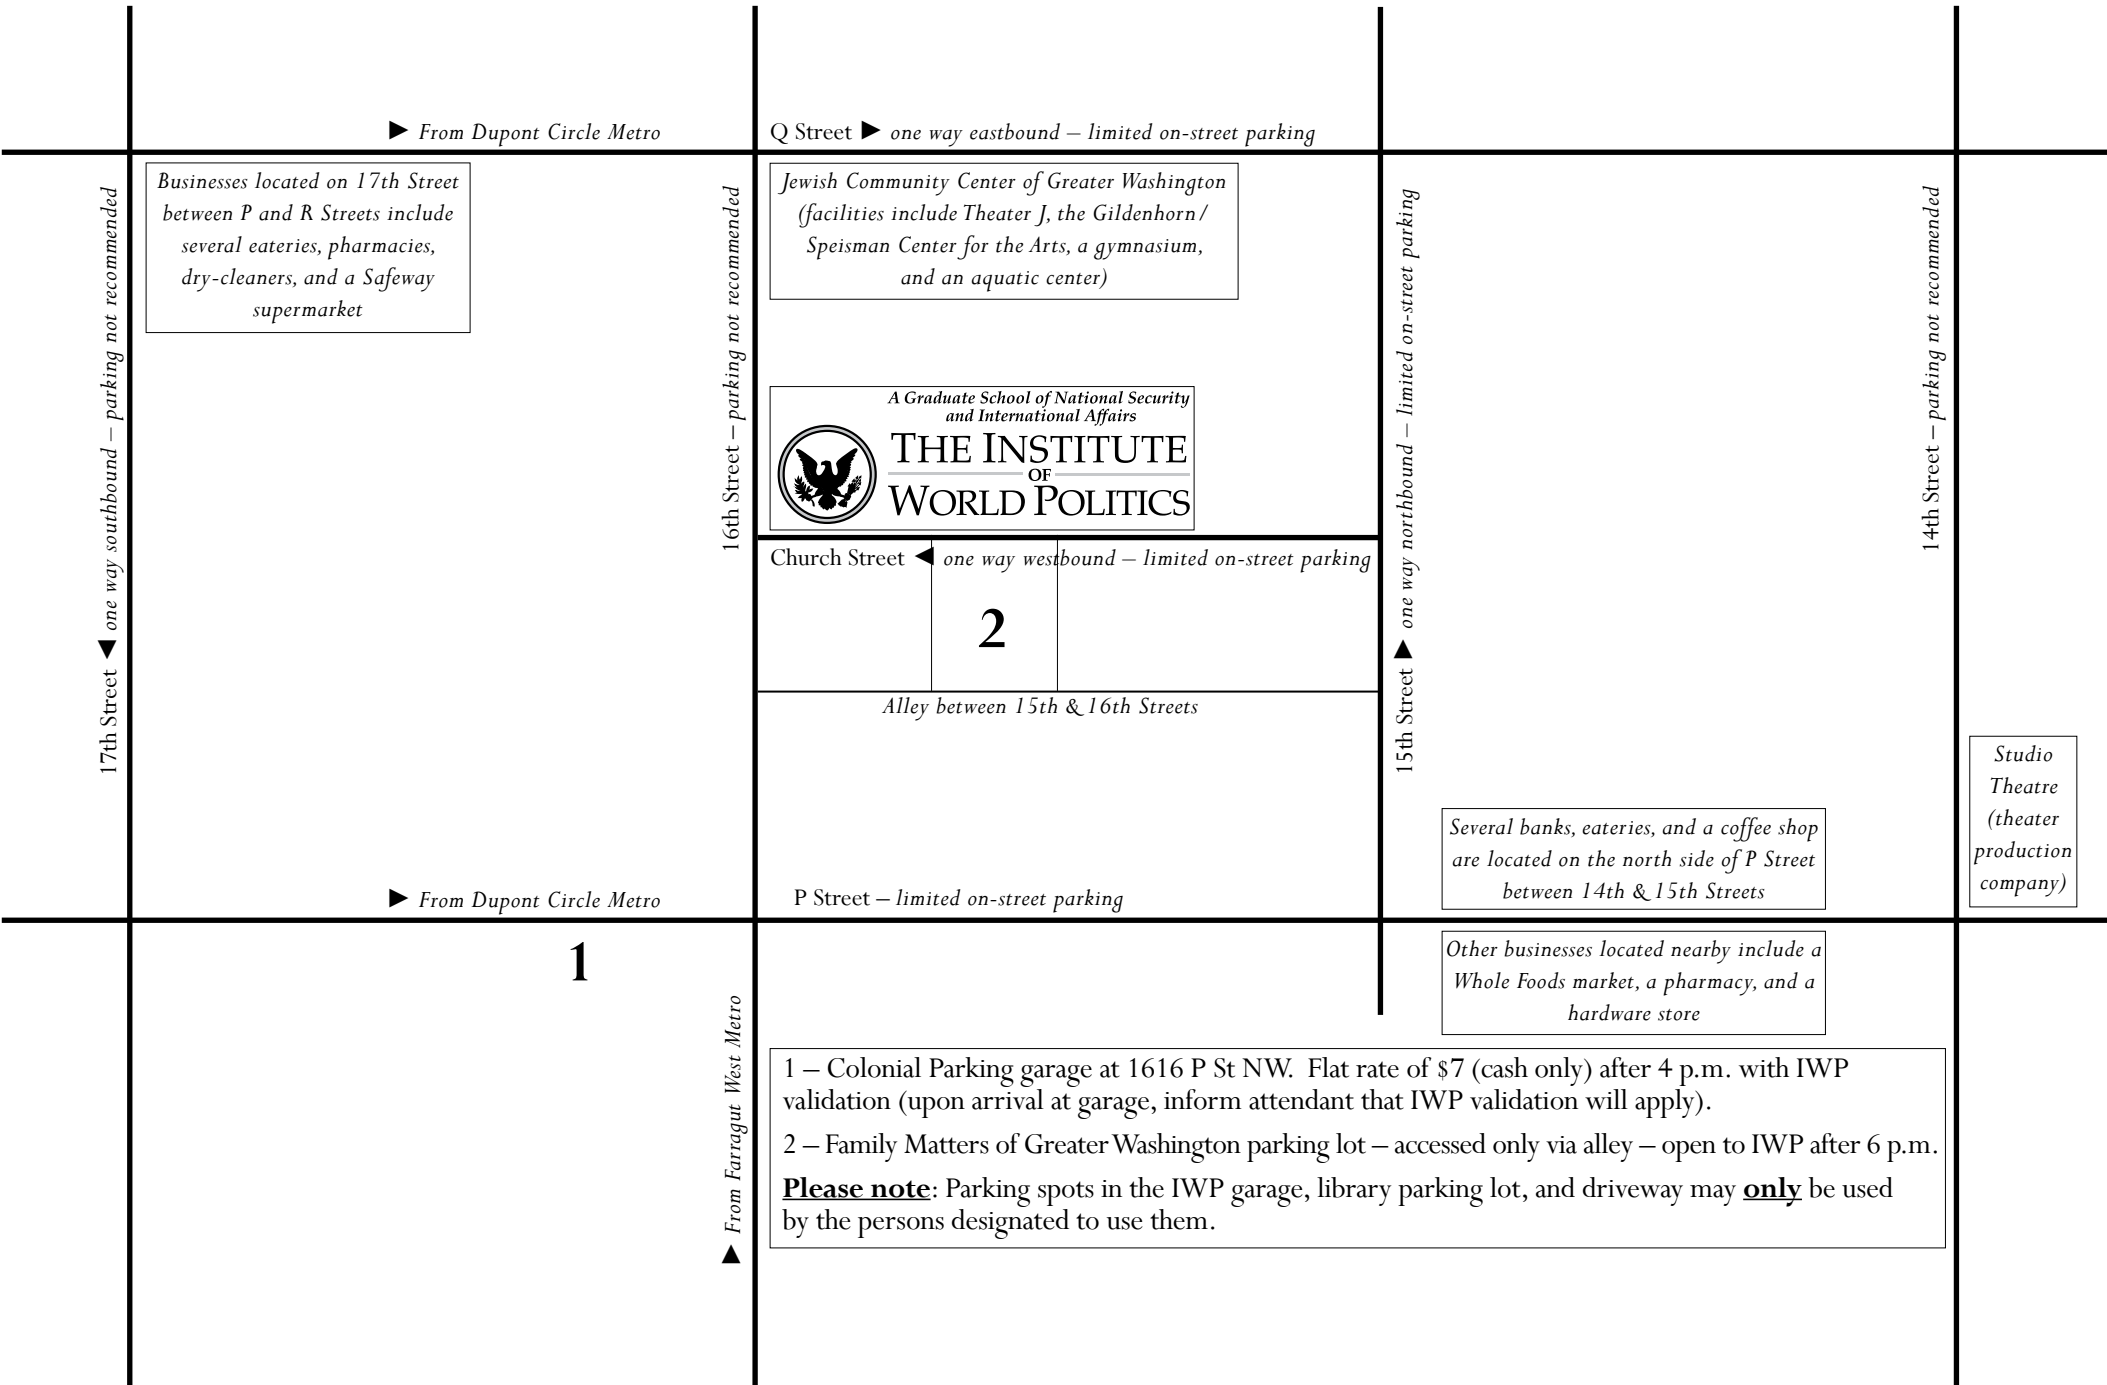 ► From Dupont Circle Metro
Q Street ► one way eastbound – limited on-street parking
Businesses located on 17th Street
between P and R Streets include
several eateries, pharmacies,
dry-cleaners, and a Safeway
supermarket
Jewish Community Center of Greater Washington
(facilities include Theater J, the Gildenhorn/
Speisman Center for the Arts, a gymnasium,
and an aquatic center)
17th Street ◄ one way southbound – parking not recommended
16th Street – parking not recommended
15th Street ► one way northbound – limited on-street parking
14th Street – parking not recommended
A Graduate School of National Security
and International Affairs
THE INSTITUTE
OF
WORLD POLITICS
Church Street ◄ one way westbound – limited on-street parking
2
Alley between 15th & 16th Streets
Studio
Theatre
(theater
production
company)
Several banks, eateries, and a coffee shop
are located on the north side of P Street
between 14th & 15th Streets
► From Dupont Circle Metro
P Street – limited on-street parking
1
Other businesses located nearby include a
Whole Foods market, a pharmacy, and a
hardware store
► From Farragut West Metro
1 – Colonial Parking garage at 1616 P St NW. Flat rate of $7 (cash only) after 4 p.m. with IWP
validation (upon arrival at garage, inform attendant that IWP validation will apply).
2 – Family Matters of Greater Washington parking lot – accessed only via alley – open to IWP after 6 p.m.
Please note: Parking spots in the IWP garage, library parking lot, and driveway may only be used
by the persons designated to use them.